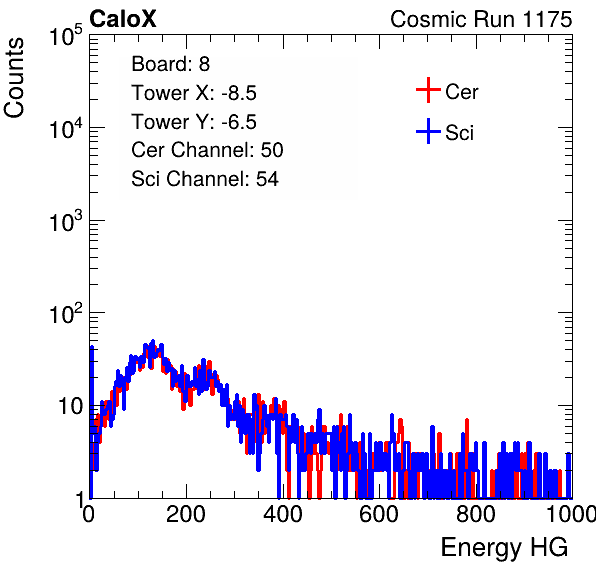 CaloX
Cosmic Run 1175
Counts
10^5
10^4
10^3
10^2
10
1
Board: 8
Tower X: -8.5
Tower Y: -6.5
Cer Channel: 50
Sci Channel: 54
Cer
Sci
0 200 400 600 800 1000
Energy HG